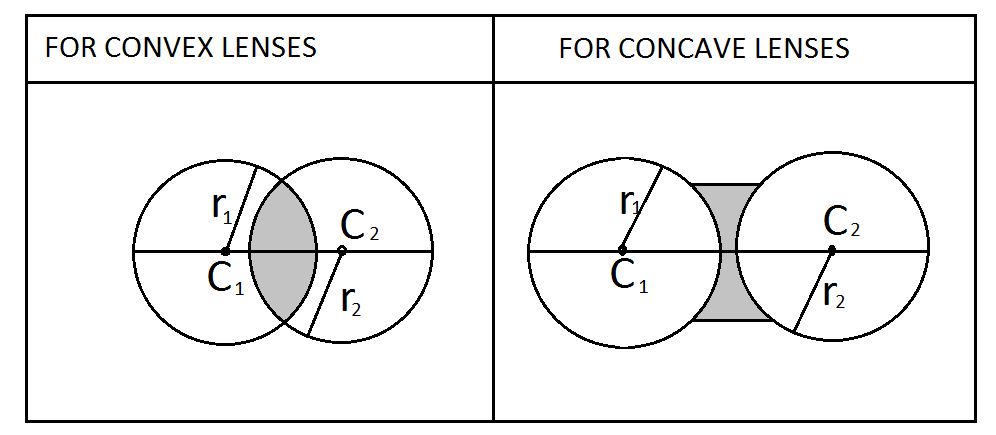 FOR CONVEX LENSES
FOR CONCAVE LENSES
r₁
C₂
C₁
r₂
r₁
C₂
C₁
r₂